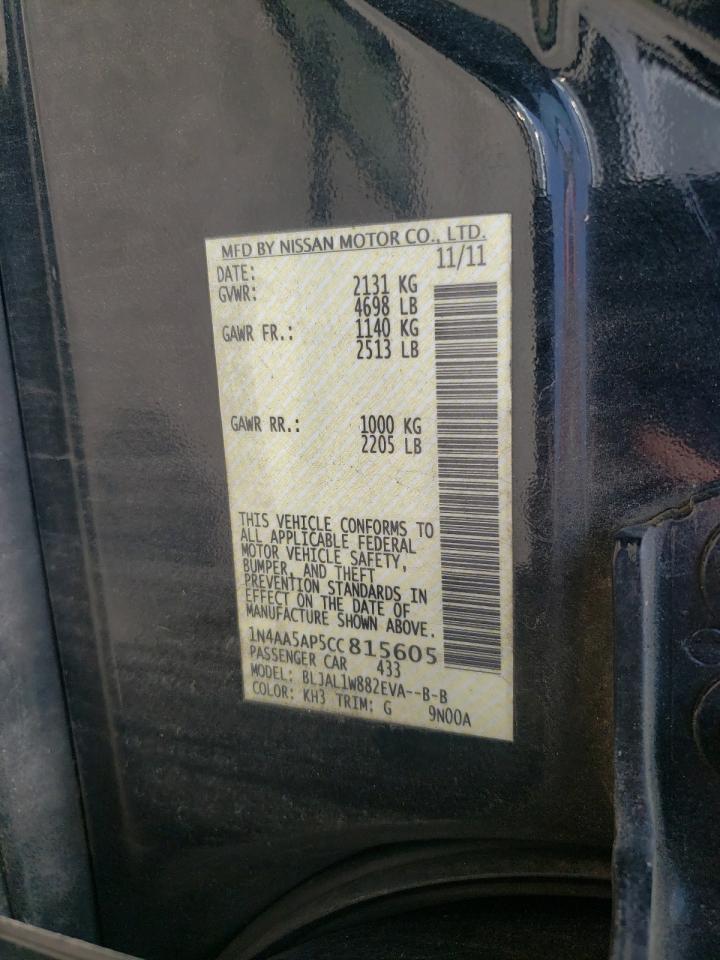 MFD BY NISSAN MOTOR CO., LTD.
DATE: 11/11
GVWR: 2131 KG
4698 LB
GAWR FR.: 1140 KG
2513 LB
GAWR RR.: 1000 KG
2205 LB
THIS VEHICLE CONFORMS TO
ALL APPLICABLE FEDERAL
MOTOR VEHICLE SAFETY,
BUMPER, AND THEFT
PREVENTION STANDARDS IN
EFFECT ON THE DATE OF
MANUFACTURE SHOWN ABOVE.
1N4AA5AP5CC815605
PASSENGER CAR 433
MODEL: BLJAL1W882EVA--B-B
COLOR: KH3 TRIM: G 9N00A